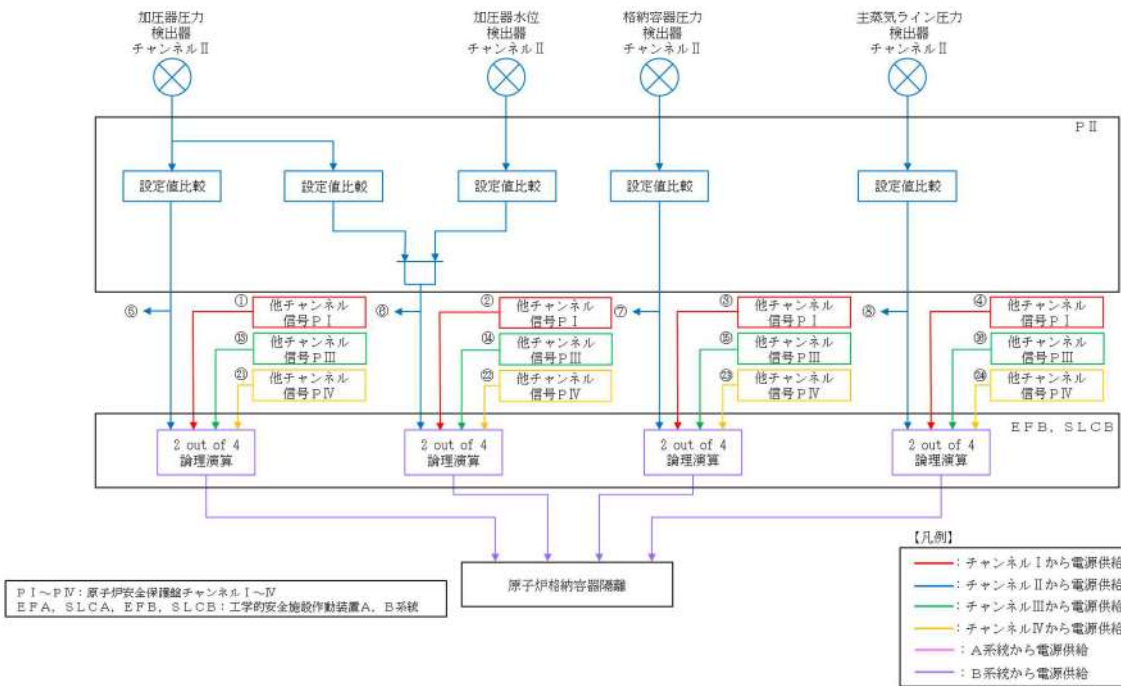 加圧器圧力
検出器
チャンネルⅡ
加圧器水位
検出器
チャンネルⅡ
格納容器圧力
検出器
チャンネルⅡ
主蒸気ライン圧力
検出器
チャンネルⅡ
PⅡ
設定値比較
設定値比較
設定値比較
設定値比較
設定値比較
⑤
①
他チャンネル
信号PⅠ
⑬
他チャンネル
信号PⅢ
㉑
他チャンネル
信号PⅣ
⑥
②
他チャンネル
信号PⅠ
⑭
他チャンネル
信号PⅢ
㉒
他チャンネル
信号PⅣ
⑦
③
他チャンネル
信号PⅠ
⑮
他チャンネル
信号PⅢ
㉓
他チャンネル
信号PⅣ
⑧
④
他チャンネル
信号PⅠ
⑯
他チャンネル
信号PⅢ
㉔
他チャンネル
信号PⅣ
EFB, SLCB
2 out of 4
論理演算
2 out of 4
論理演算
2 out of 4
論理演算
2 out of 4
論理演算
原子炉格納容器隔離
PⅠ～PⅣ:原子炉安全保護盤チャンネルⅠ～Ⅳ
EFA, SLCA, EFB, SLCB:工学的安全施設作動装置A、B系統
【凡例】
:チャンネルⅠから電源供給
:チャンネルⅡから電源供給
:チャンネルⅢから電源供給
:チャンネルⅣから電源供給
:A系統から電源供給
:B系統から電源供給